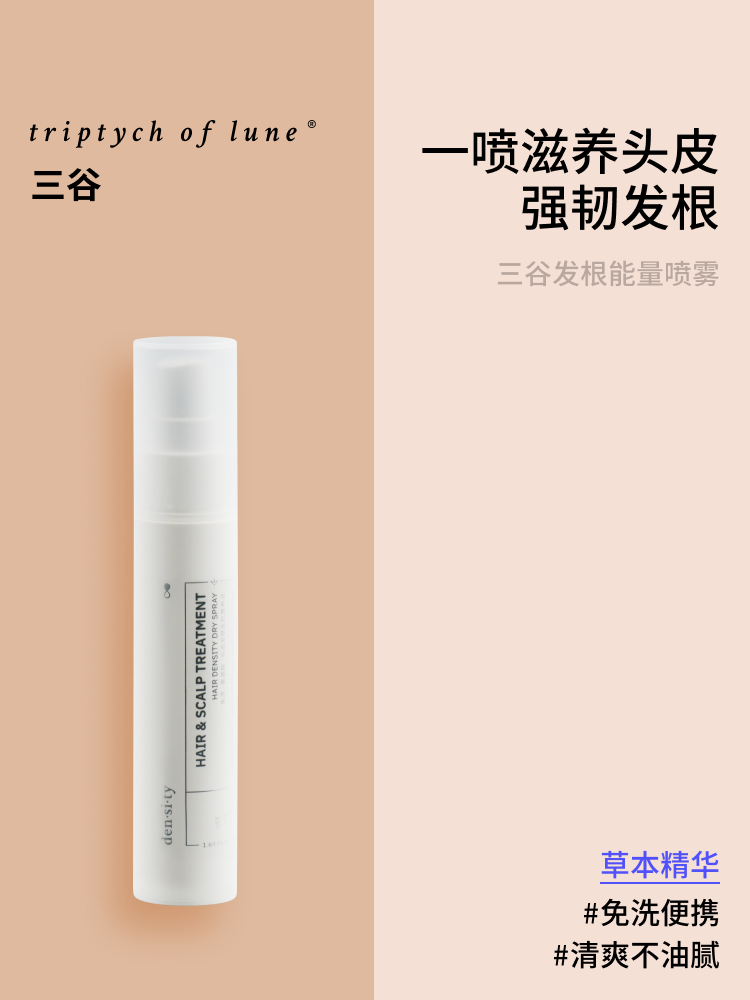 triptych of lune®
三谷
一喷滋养头皮
强韧发根
三谷发根能量喷雾
HAIR & SCALP TREATMENT
HAIR DENSITY DRY SPRAY
den·si·ty
草本精华
#免洗便携
#清爽不油腻